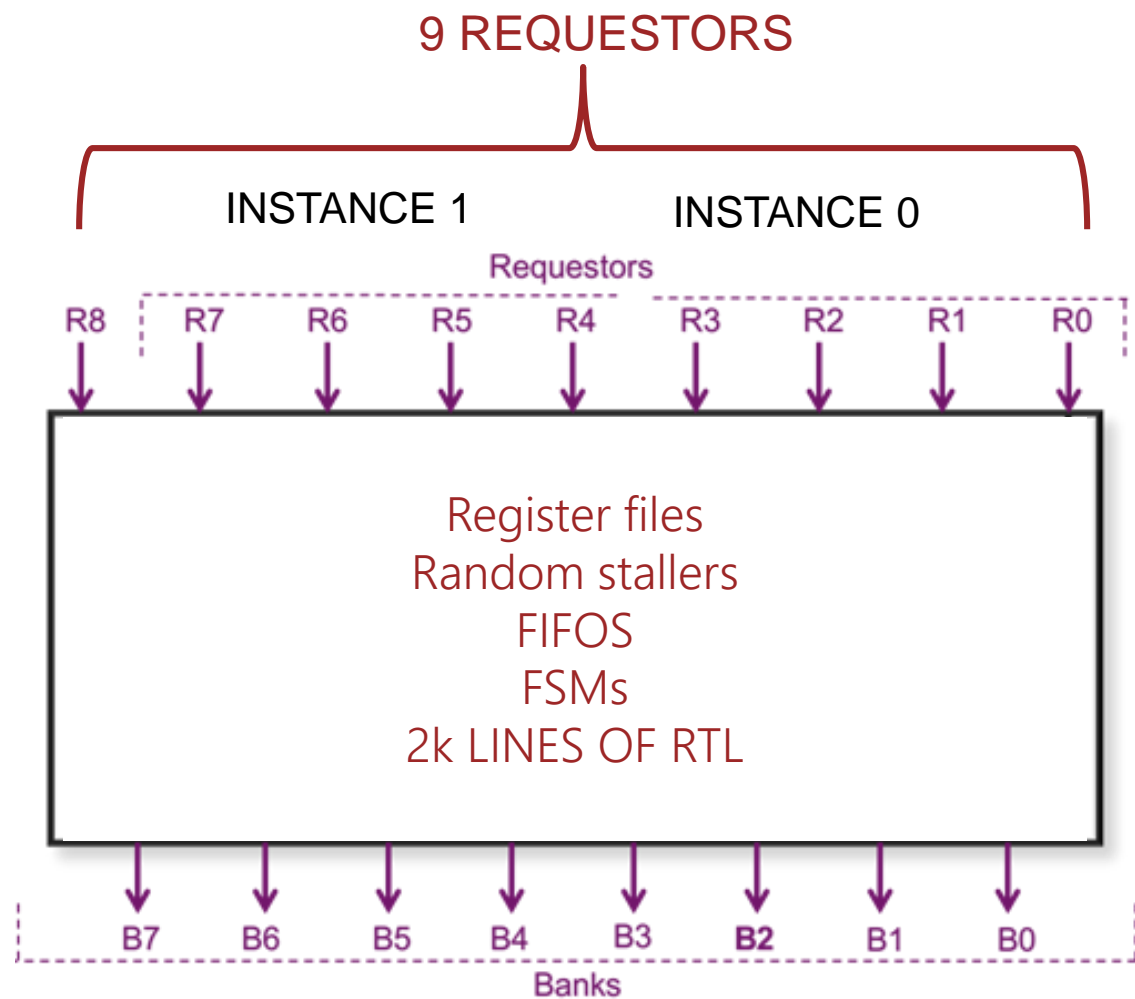 9 REQUESTORS
INSTANCE 1 INSTANCE 0
Requestors
R8 R7 R6 R5 R4 R3 R2 R1 R0
Register files
Random stallers
FIFOS
FSMs
2k LINES OF RTL
B7 B6 B5 B4 B3 B2 B1 B0
Banks